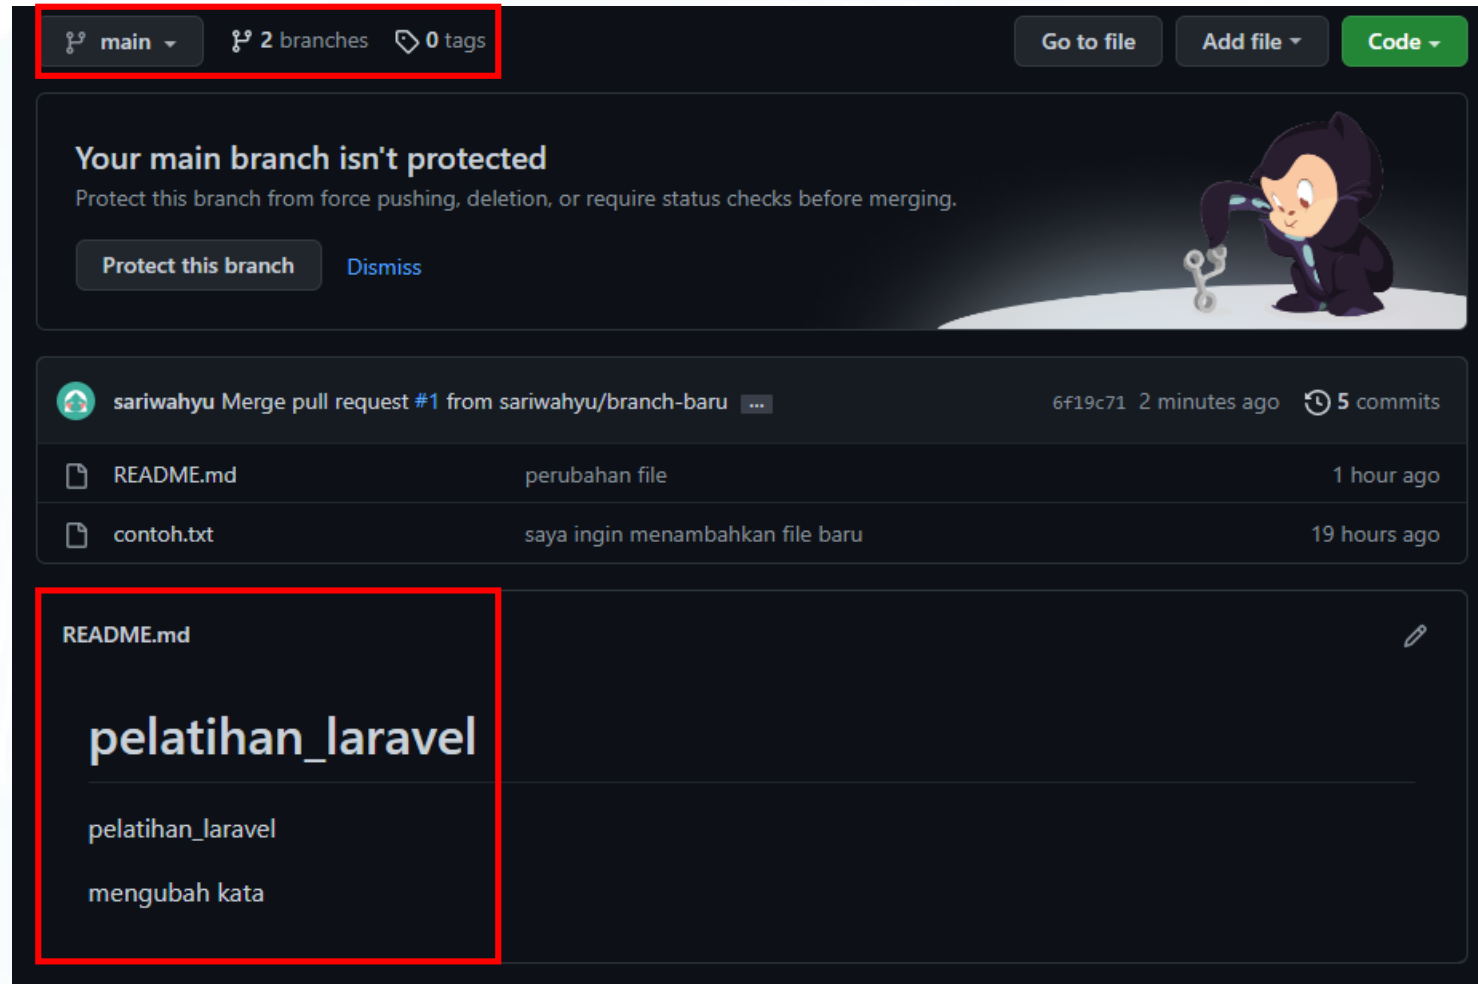 main 2 branches 0 tags Go to file Add file Code
Your main branch isn't protected
Protect this branch from force pushing, deletion, or require status checks before merging.
Protect this branch Dismiss
sariwahyu Merge pull request #1 from sariwahyu/branch-baru ... 6f19c71 2 minutes ago 5 commits
README.md perubahan file 1 hour ago
contoh.txt saya ingin menambahkan file baru 19 hours ago
README.md
pelatihan_laravel
pelatihan_laravel
mengubah kata